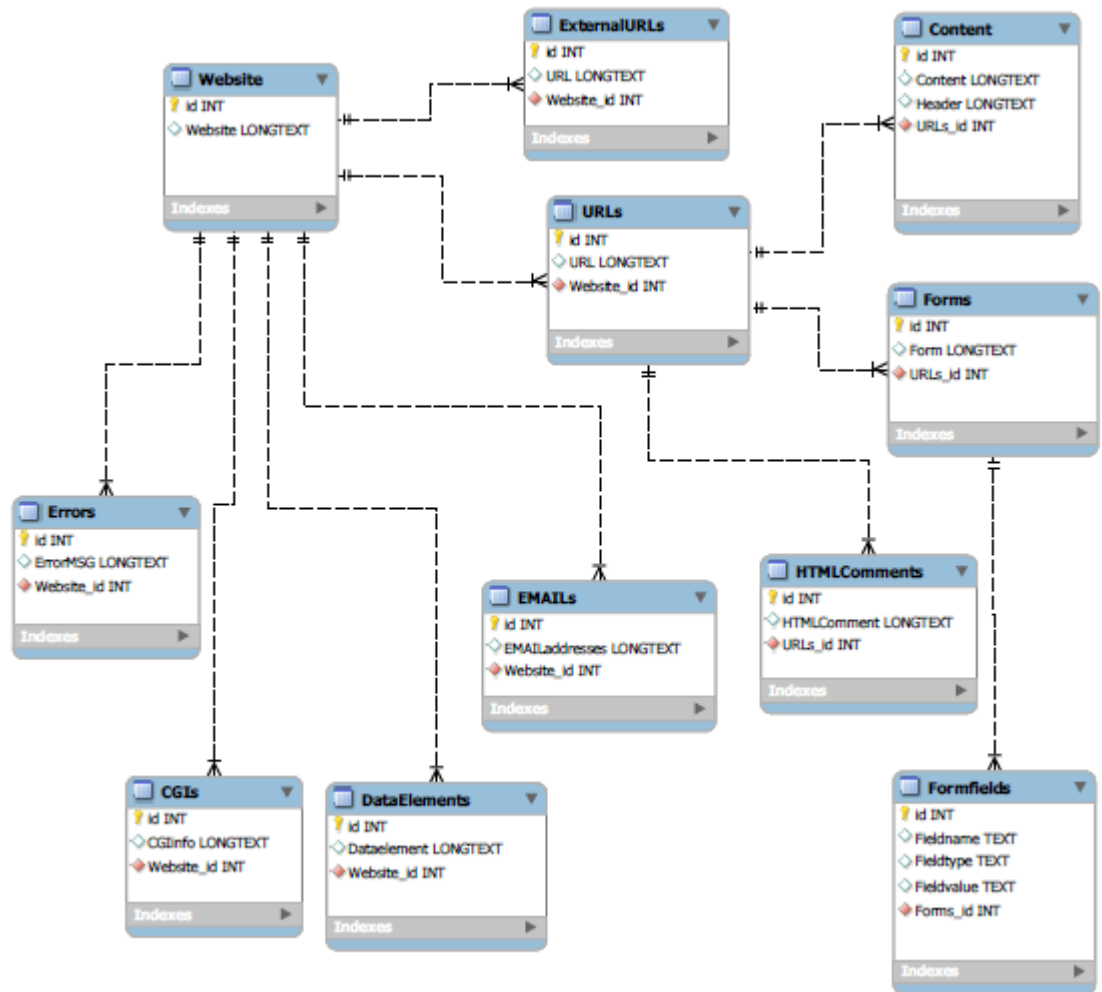 Website
id INT
Website LONGTEXT
Indexes
ExternalURLs
id INT
URL LONGTEXT
Website_id INT
Indexes
Content
id INT
Content LONGTEXT
Header LONGTEXT
URLs_id INT
Indexes
URLs
id INT
URL LONGTEXT
Website_id INT
Indexes
Forms
id INT
Form LONGTEXT
URLs_id INT
Indexes
Errors
id INT
ErrorMSG LONGTEXT
Website_id INT
Indexes
EMAILs
id INT
EMAILaddresses LONGTEXT
Website_id INT
Indexes
HTMLComments
id INT
HTMLComment LONGTEXT
URLs_id INT
Indexes
CGIs
id INT
CGIinfo LONGTEXT
Website_id INT
Indexes
DataElements
id INT
Dataelement LONGTEXT
Website_id INT
Indexes
Formfields
id INT
Fieldname TEXT
Fieldtype TEXT
Fieldvalue TEXT
Forms_id INT
Indexes